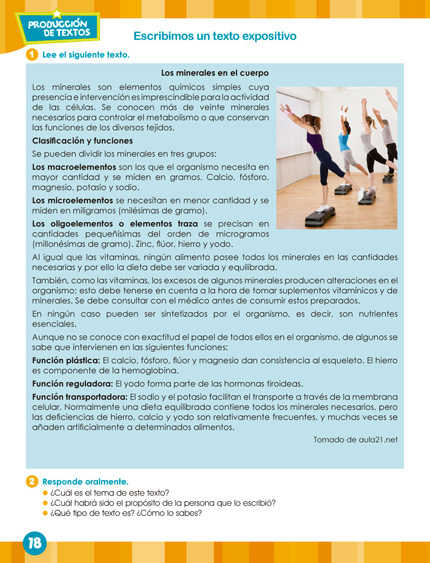 PRODUCCIÓN
DE TEXTOS
Escribimos un texto expositivo
1 Lee el siguiente texto.
Los minerales en el cuerpo
Los minerales son elementos químicos simples cuya
presencia e intervención es imprescindible para la actividad
de las células. Se conocen más de veinte minerales
necesarios para controlar el metabolismo o que conservan
las funciones de los diversos tejidos.
Clasificación y funciones
Se pueden dividir los minerales en tres grupos:
Los macroelementos son los que el organismo necesita en
mayor cantidad y se miden en gramos. Calcio, fósforo,
magnesio, potasio y sodio.
Los microelementos se necesitan en menor cantidad y se
miden en miligramos (milésimas de gramo).
Los oligoelementos o elementos traza se precisan en
cantidades pequeñísimas del orden de microgramos
(millonésimas de gramo). Zinc, flúor, hierro y yodo.
Al igual que las vitaminas, ningún alimento posee todos los minerales en las cantidades
necesarias y por ello la dieta debe ser variada y equilibrada.
También, como las vitaminas, los excesos de algunos minerales producen alteraciones en el
organismo; esto debe tenerse en cuenta a la hora de tomar suplementos vitamínicos y de
minerales. Se debe consultar con el médico antes de consumir estos preparados.
En ningún caso pueden ser sintetizados por el organismo, es decir, son nutrientes
esenciales.
Aunque no se conoce con exactitud el papel de todos ellos en el organismo, de algunos se
sabe que intervienen en las siguientes funciones:
Función plástica: El calcio, fósforo, flúor y magnesio dan consistencia al esqueleto. El hierro
es componente de la hemoglobina.
Función reguladora: El yodo forma parte de las hormonas tiroideas.
Función transportadora: El sodio y el potasio facilitan el transporte a través de la membrana
celular. Normalmente una dieta equilibrada contiene todos los minerales necesarios, pero
las deficiencias de hierro, calcio y yodo son relativamente frecuentes, y muchas veces se
añaden artificialmente a determinados alimentos.
Tomado de aula21.net
2 Responde oralmente.
¿Cuál es el tema de este texto?
¿Cuál habrá sido el propósito de la persona que lo escribió?
¿Qué tipo de texto es? ¿Cómo lo sabes?
18